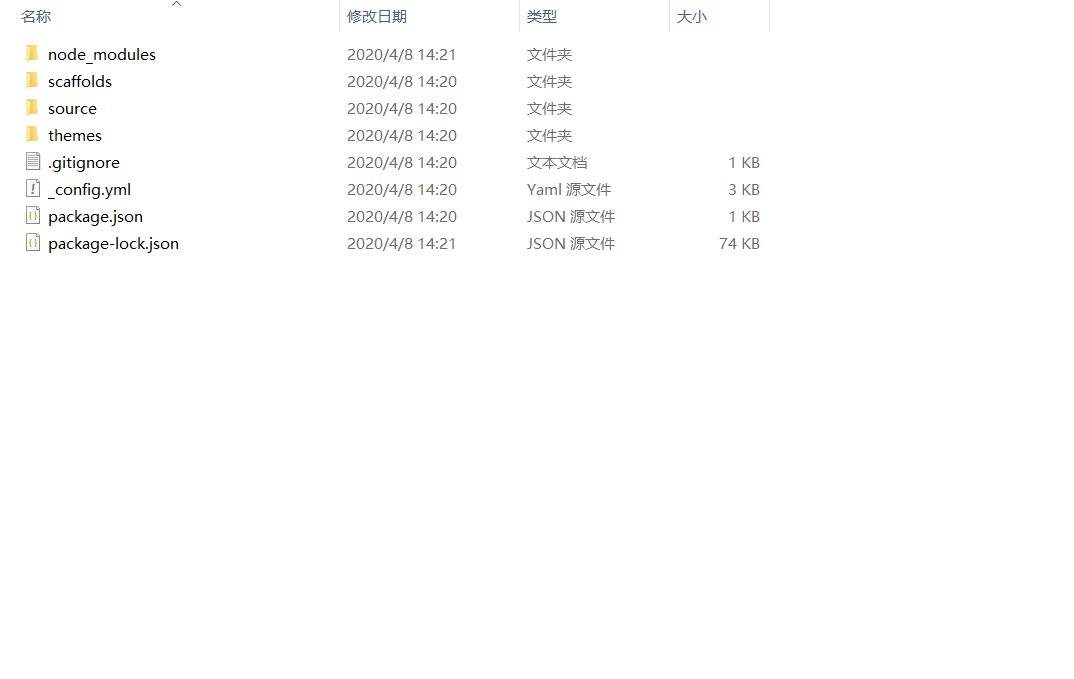 名称 修改日期 类型 大小
node_modules 2020/4/8 14:21 文件夹
scaffolds 2020/4/8 14:20 文件夹
source 2020/4/8 14:20 文件夹
themes 2020/4/8 14:20 文件夹
.gitignore 2020/4/8 14:20 文本文档 1 KB
_config.yml 2020/4/8 14:20 Yaml 源文件 3 KB
package.json 2020/4/8 14:20 JSON 源文件 1 KB
package-lock.json 2020/4/8 14:21 JSON 源文件 74 KB